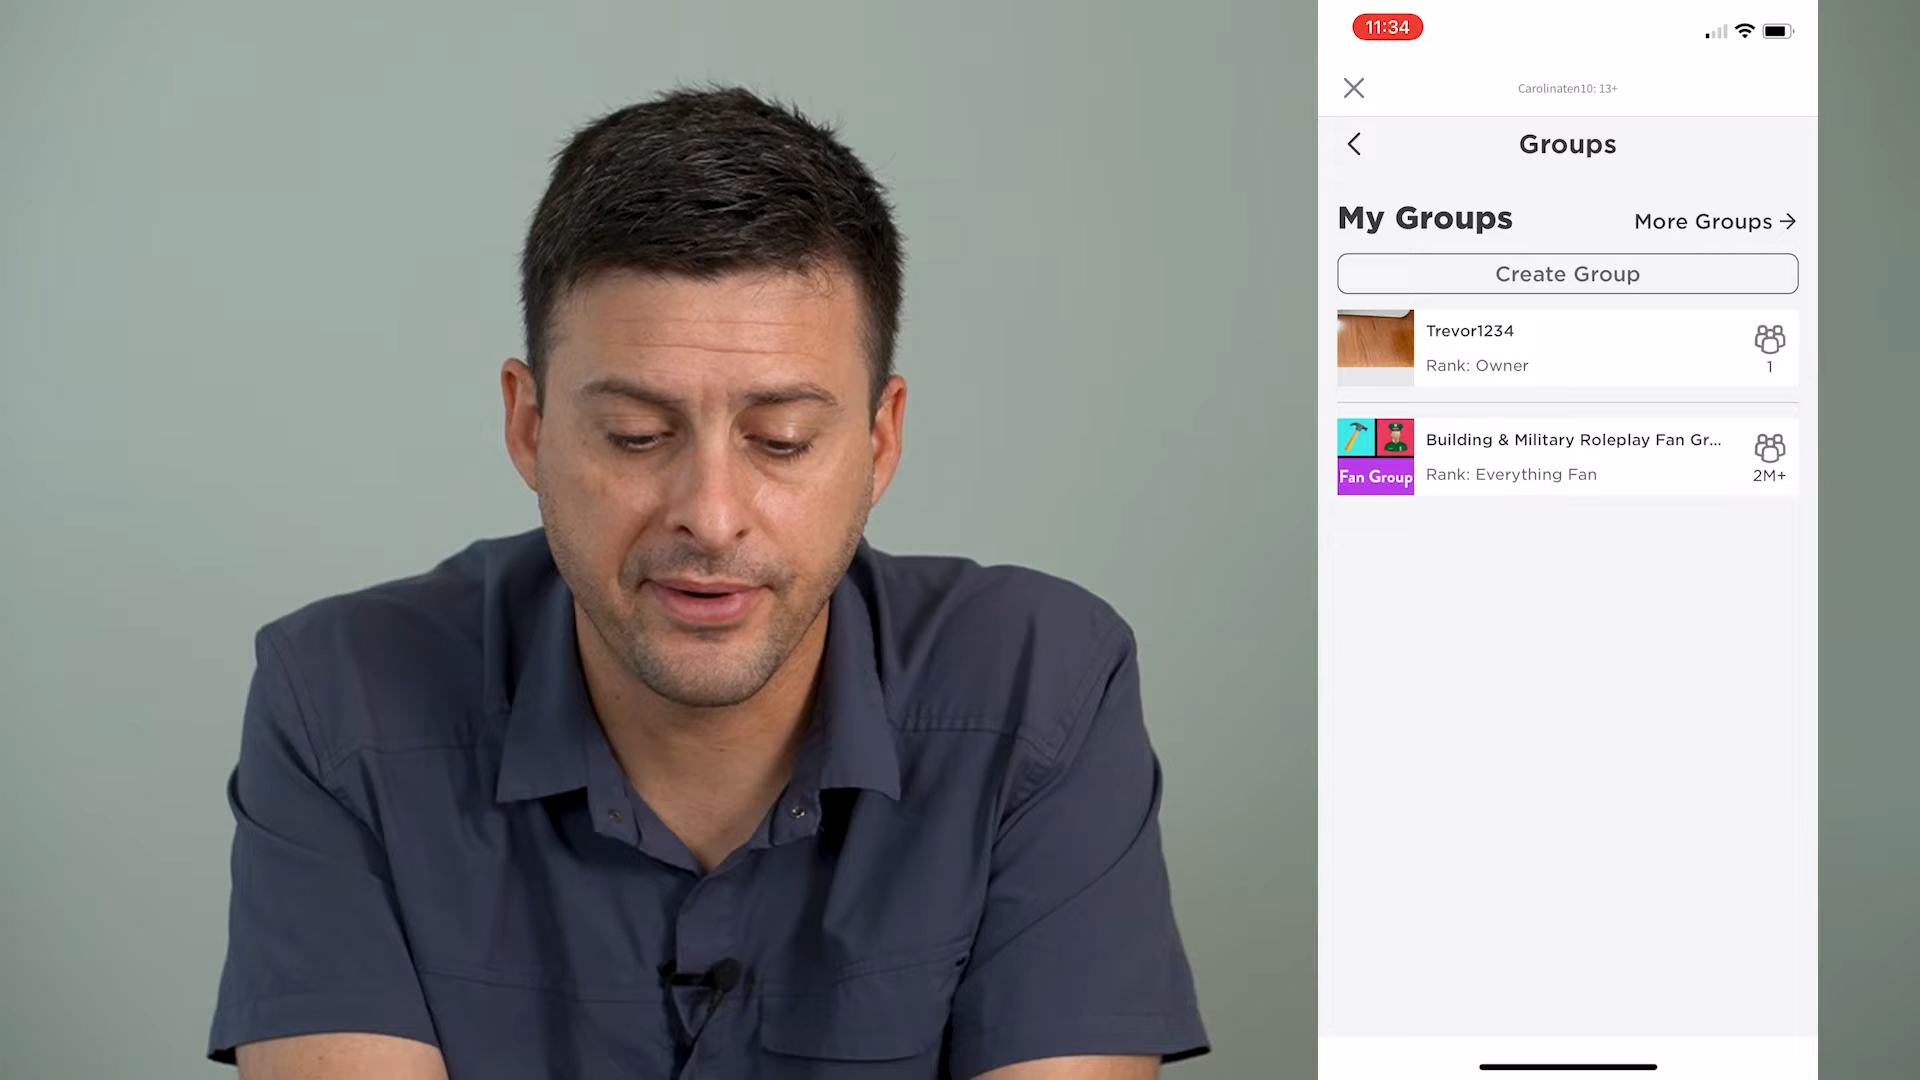 11:34
Carolinaten10: 13+
Groups
My Groups
More Groups →
Create Group
Trevor1234
Rank: Owner
1
Building & Military Roleplay Fan Gr...
Rank: Everything Fan
2M+
Fan Group